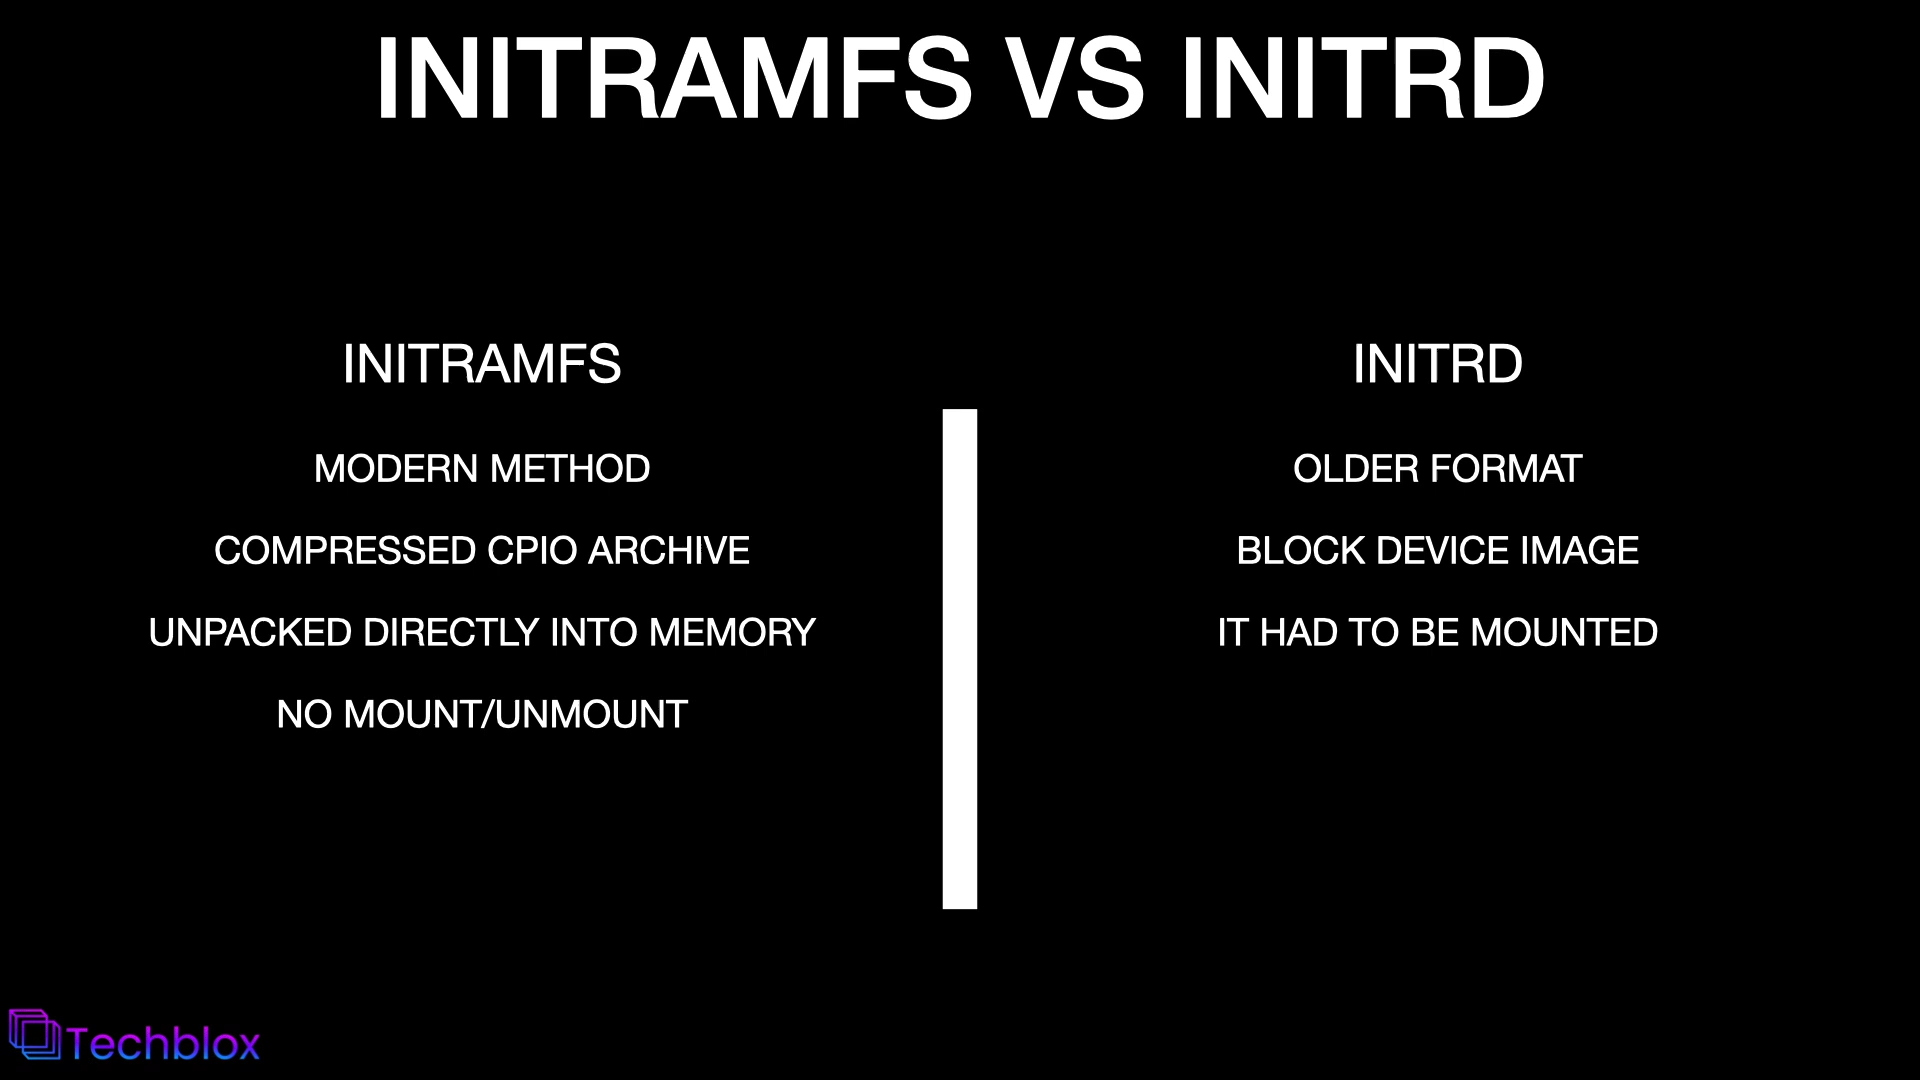 INITRAMFS VS INITRD
INITRAMFS
MODERN METHOD
COMPRESSED CPIO ARCHIVE
UNPACKED DIRECTLY INTO MEMORY
NO MOUNT/UNMOUNT
INITRD
OLDER FORMAT
BLOCK DEVICE IMAGE
IT HAD TO BE MOUNTED
Techblox